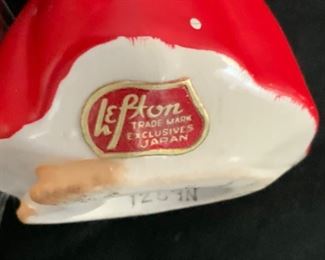 Lefton
TRADE MARK
EXCLUSIVES
JAPAN